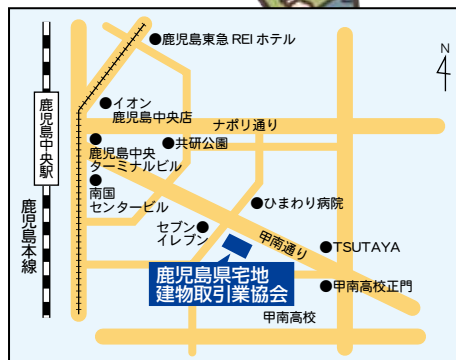 鹿児島東急 REI ホテル
N
イオン
鹿児島中央店
ナポリ通り
鹿児島中央駅
共研公園
鹿児島中央
ターミナルビル
南国
センタービル
ひまわり病院
鹿児島本線
セブン
イレブン
甲南通り
TSUTAYA
鹿児島県宅地
建物取引業協会
甲南高校正門
甲南高校